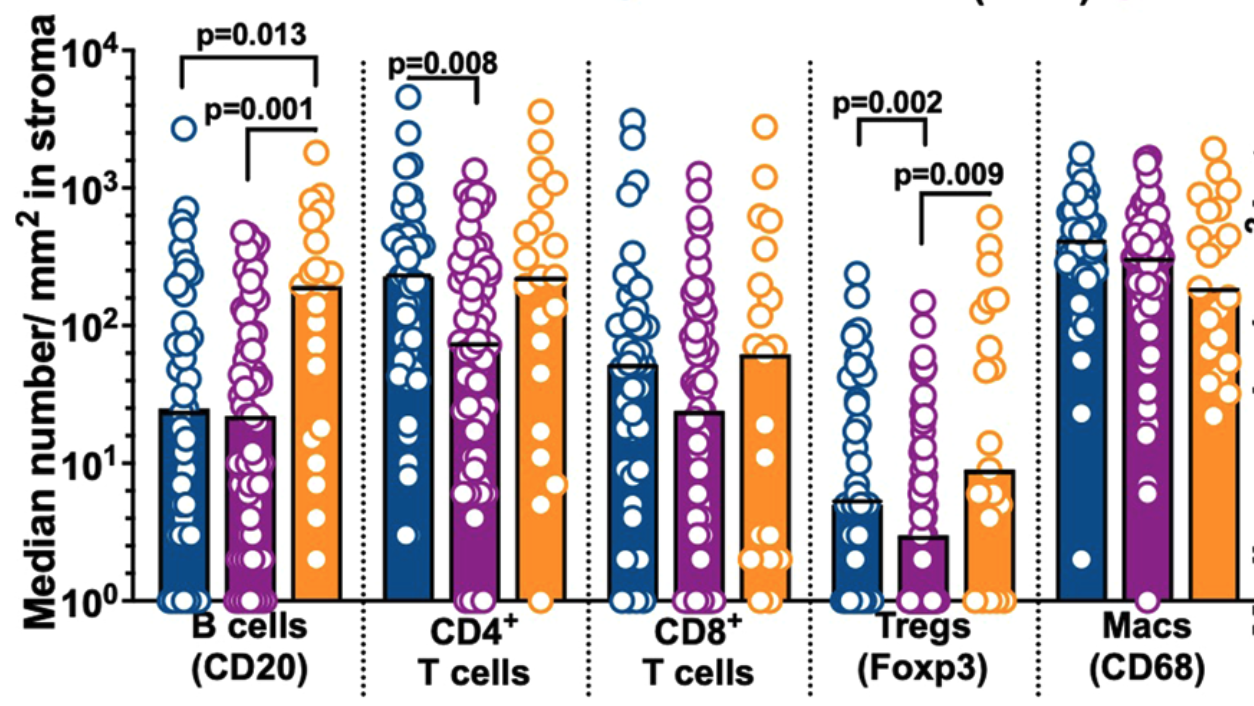 Median number/ mm² in stroma
10⁴
10³
10²
10¹
10⁰
p=0.013
p=0.001
p=0.008
p=0.002
p=0.009
B cells
(CD20)
CD4⁺
T cells
CD8⁺
T cells
Tregs
(Foxp3)
Macs
(CD68)